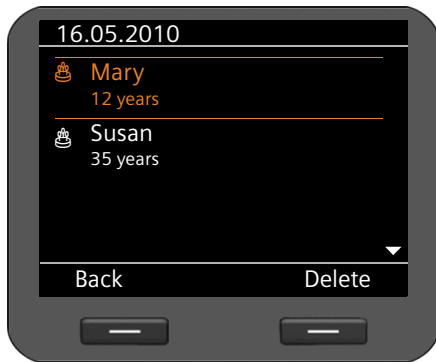 16.05.2010
Mary
12 years
Susan
35 years
Back Delete